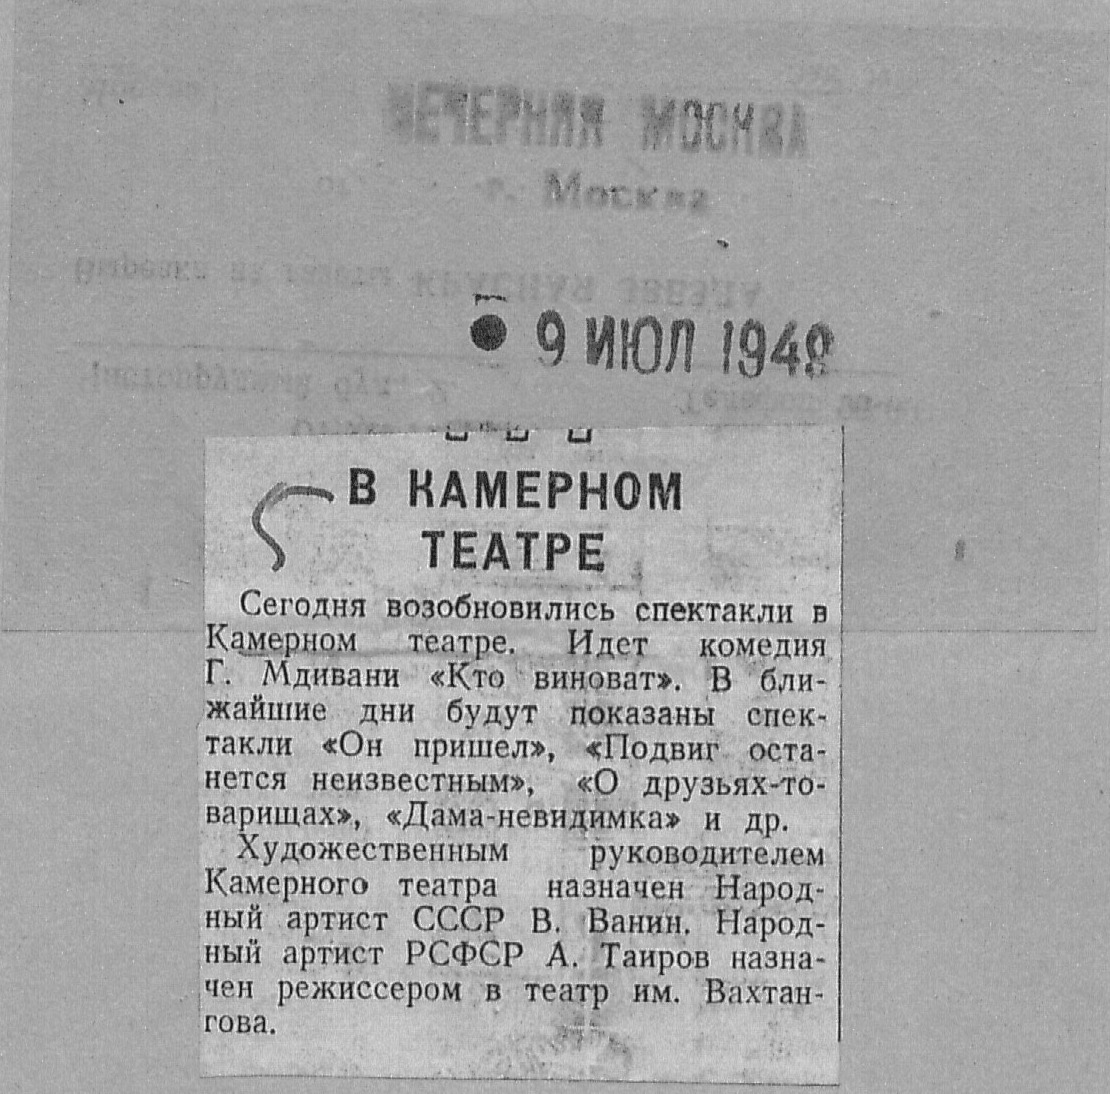 ВЕЧЕРНЯЯ МОСКВА
г. Москва
КРАСНАЯ ЗВЕЗДА
9 ИЮЛ 1949
В КАМЕРНОМ
ТЕАТРЕ
Сегодня возобновились спектакли в
Камерном театре. Идет комедия
Г. Мдивани «Кто виноват». В бли-
жайшие дни будут показаны спек-
такли «Он пришел», «Подвиг оста-
нется неизвестным», «О друзьях-то-
варищах», «Дама-невидимка» и др.
Художественным руководителем
Камерного театра назначен Народ-
ный артист СССР В. Ванин. Народ-
ный артист РСФСР А. Таиров назна-
чен режиссером в театр им. Вахтан-
гова.